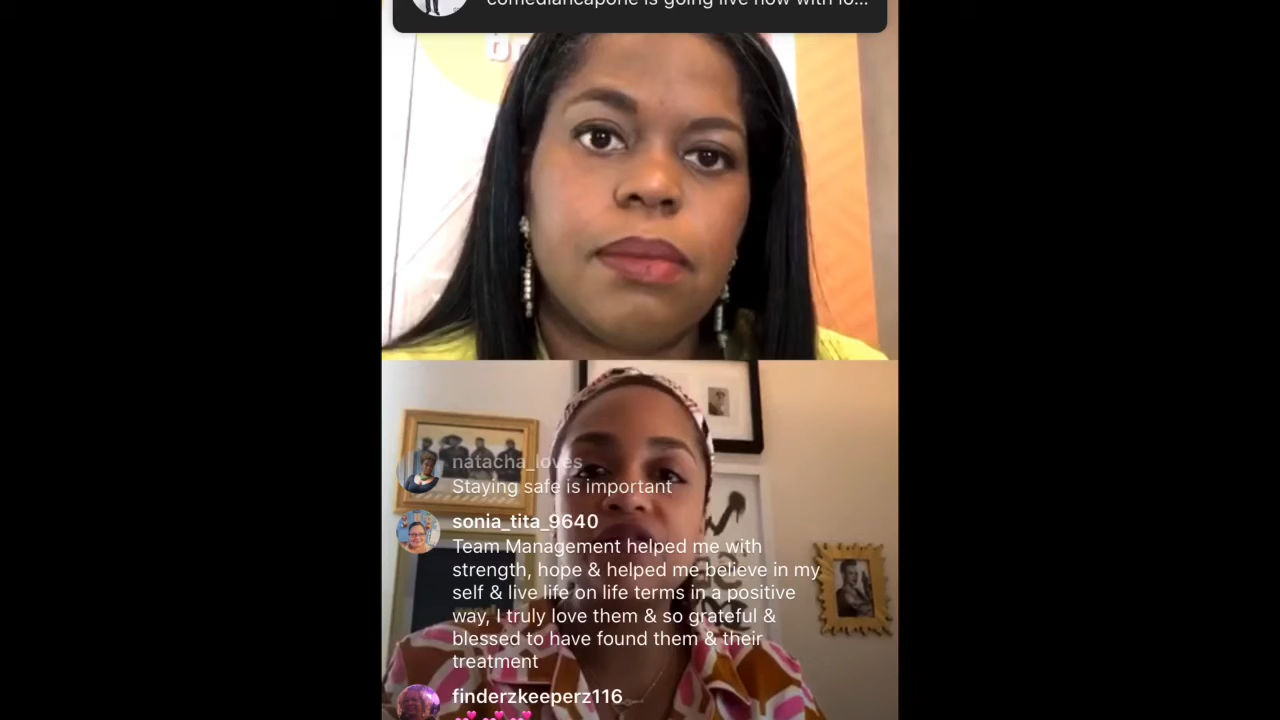 comediancapone is going live now with lo...
br
natacha_loves
Staying safe is important
sonia_tita_9640
Team Management helped me with
strength, hope & helped me believe in my
self & live life on life terms in a positive
way, I truly love them & so grateful &
blessed to have found them & their
treatment
finderzkeeperz116
💕💕💕